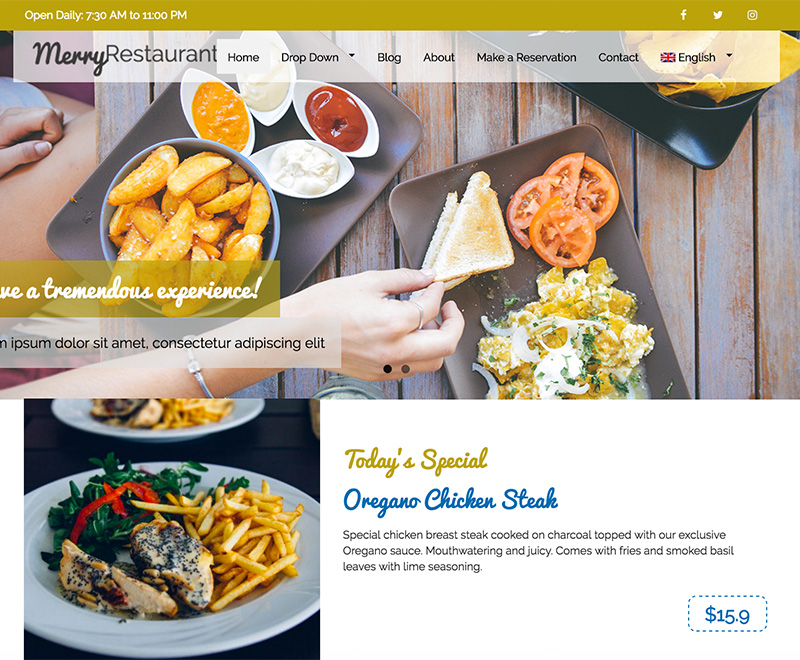 Open Daily: 7:30 AM to 11:00 PM
MerryRestaurant Home Drop Down Blog About Make a Reservation Contact English
a tremendous experience!
ipsum dolor sit amet, consectetur adipiscing elit
Today's Special
Oregano Chicken Steak
Special chicken breast steak cooked on charcoal topped with our exclusive
Oregano sauce. Mouthwatering and juicy. Comes with fries and smoked basil
leaves with lime seasoning.
$15.9